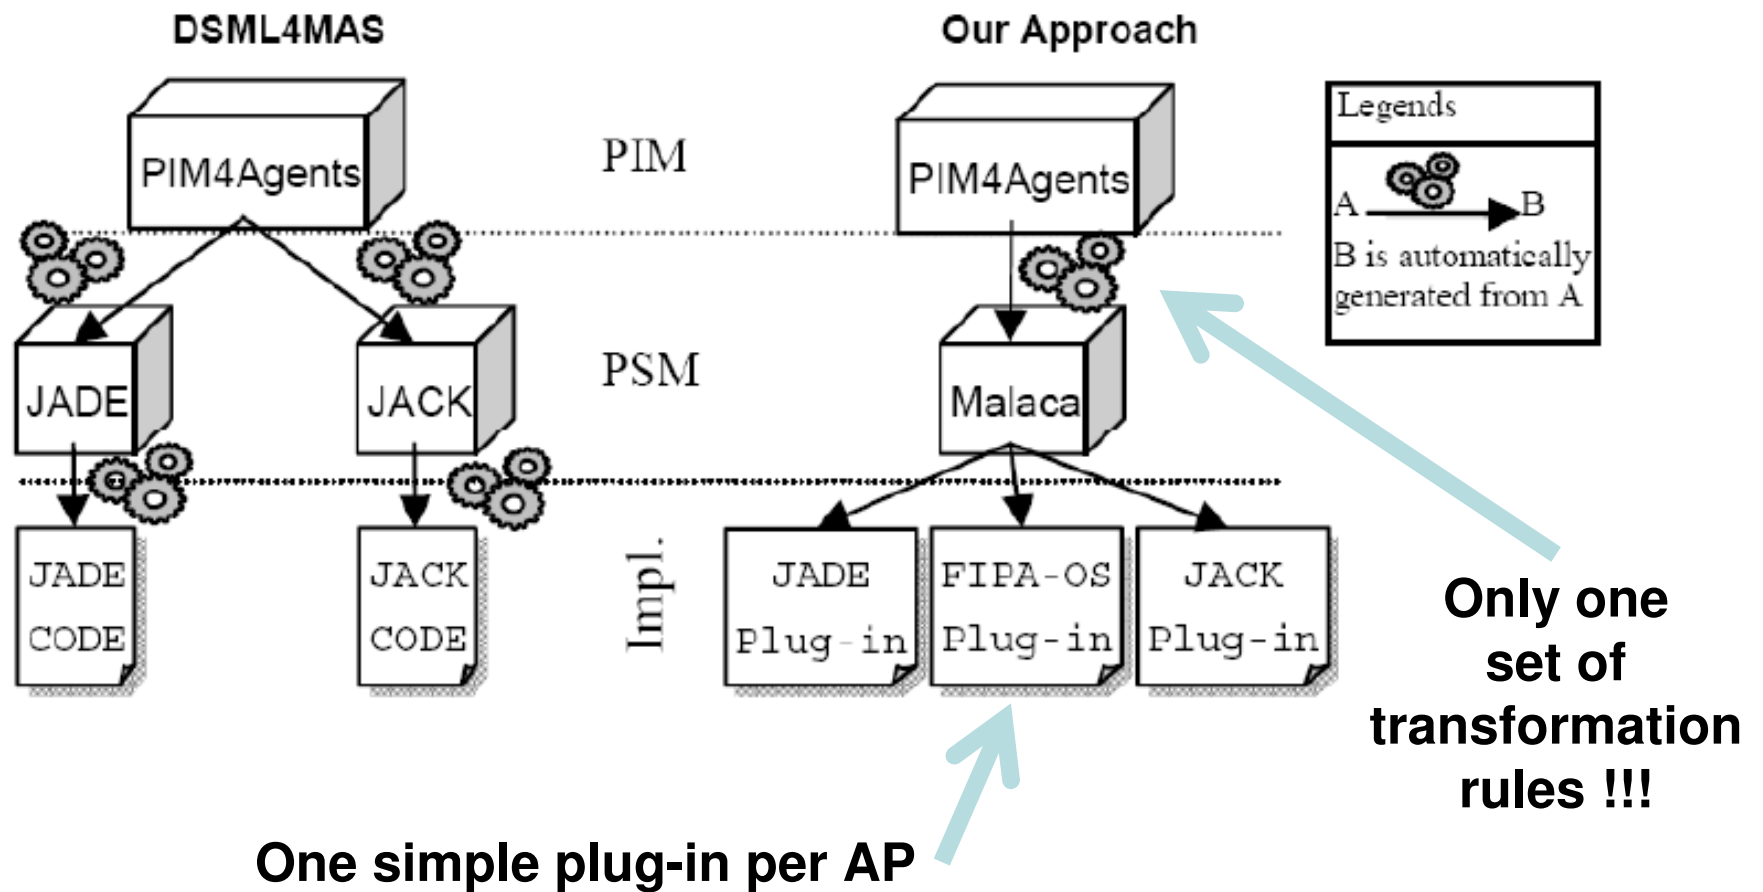 DSML4MAS
Our Approach
PIM4Agents
PIM
PIM4Agents
Legends
A
B
B is automatically
generated from A
JADE
JACK
PSM
Malaca
JADE
CODE
JACK
CODE
Impl.
JADE
Plug-in
FIPA-OS
Plug-in
JACK
Plug-in
Only one
set of
transformation
rules !!!
One simple plug-in per AP